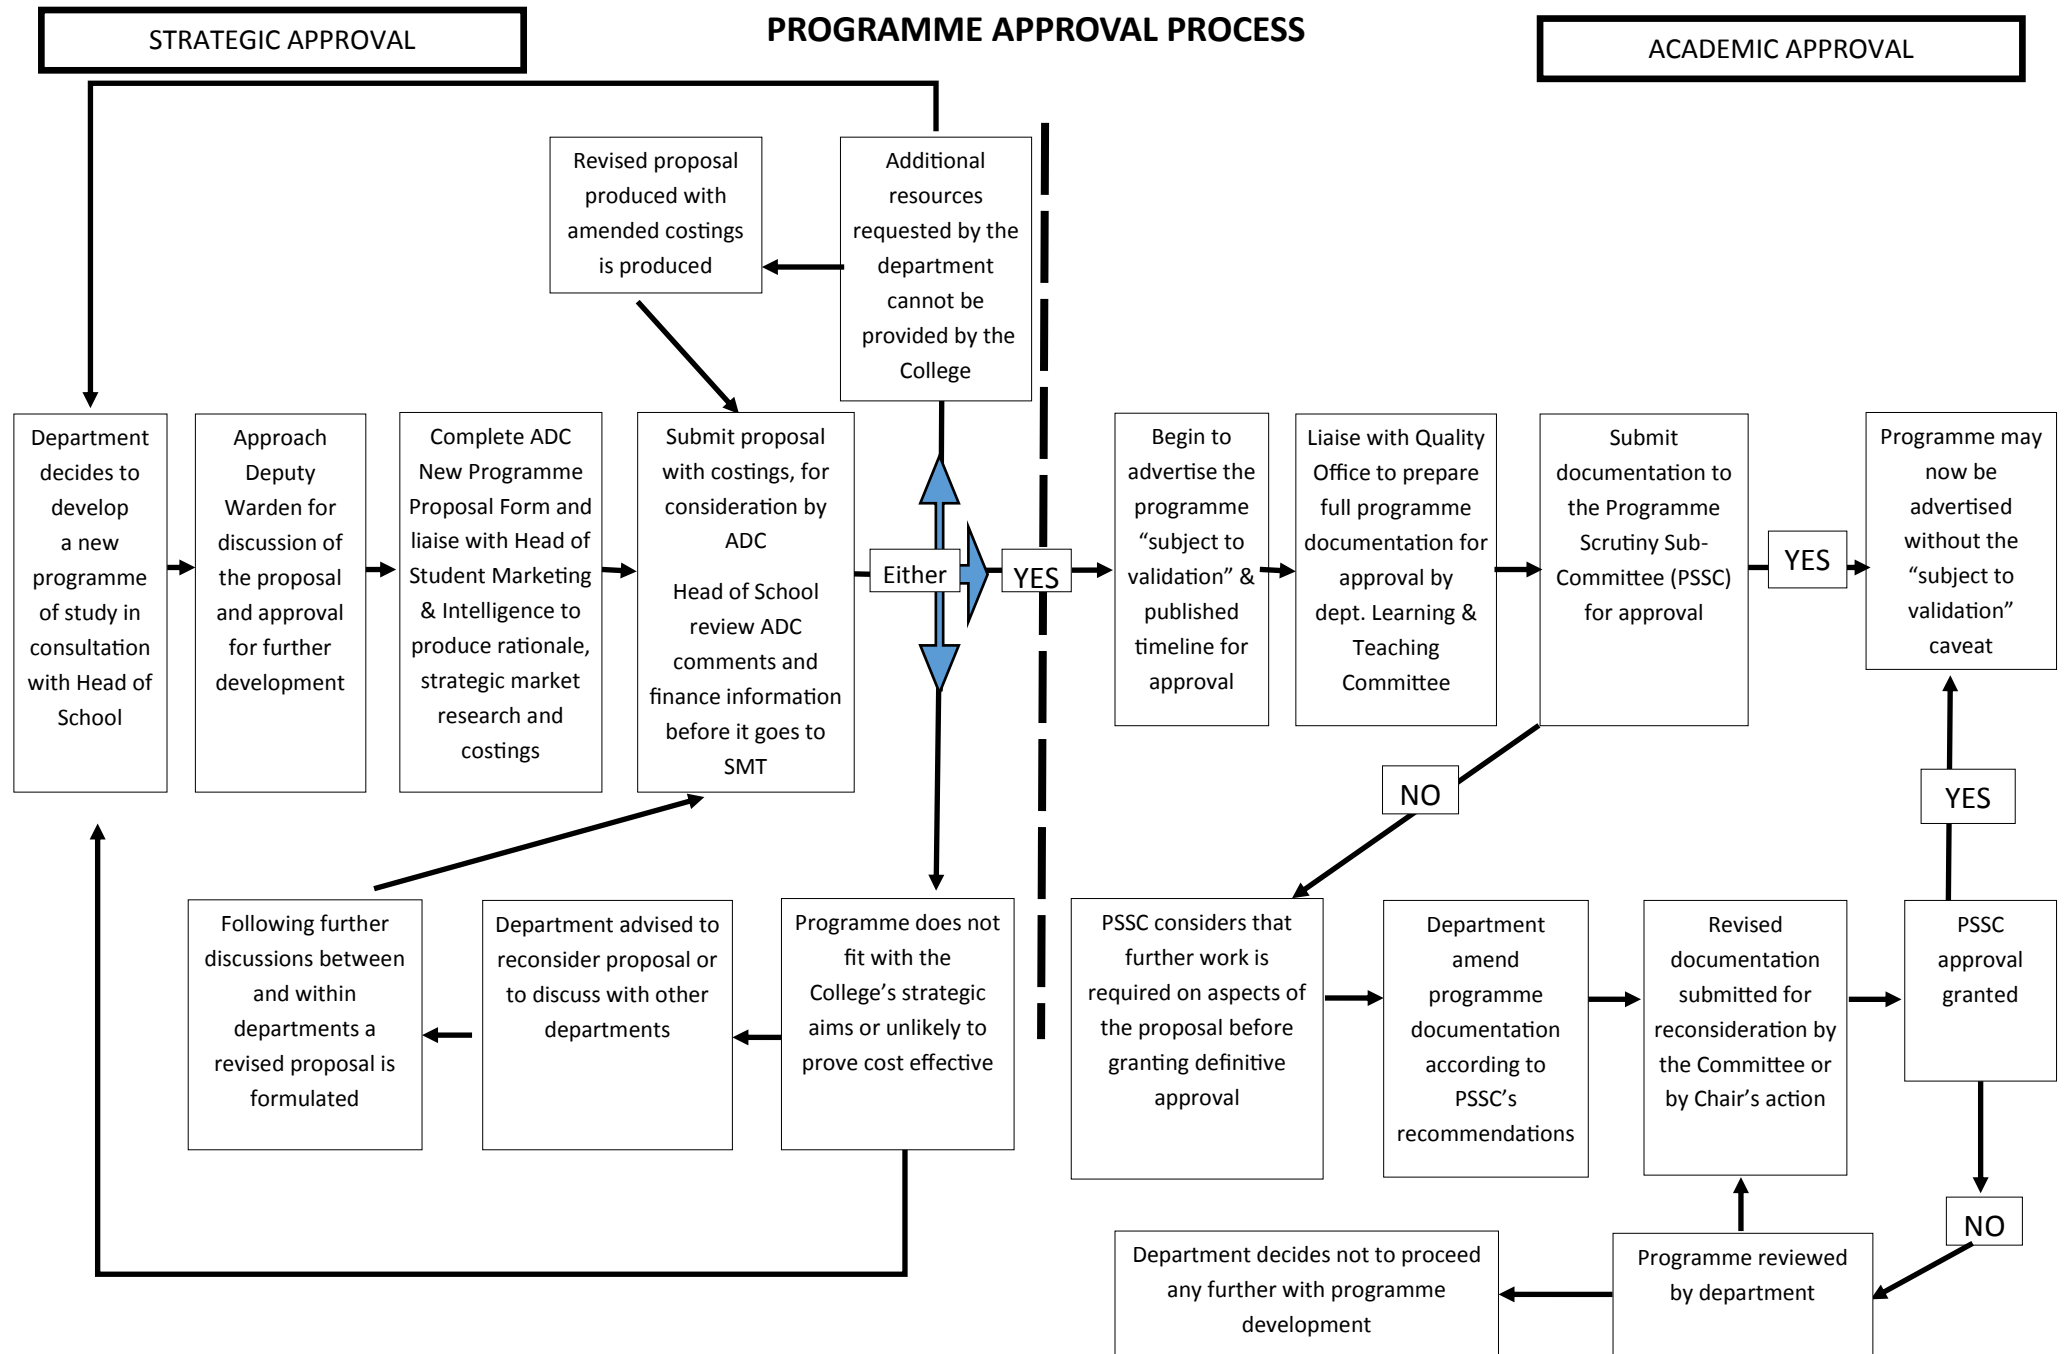 STRATEGIC APPROVAL
PROGRAMME APPROVAL PROCESS
ACADEMIC APPROVAL
Revised proposal
produced with
amended costings
is produced
Additional
resources
requested by the
department
cannot be
provided by the
College
Department
decides to
develop
a new
programme
of study in
consultation
with Head of
School
Approach
Deputy
Warden for
discussion of
the proposal
and approval
for further
development
Complete ADC
New Programme
Proposal Form and
liaise with Head of
Student Marketing
& Intelligence to
produce rationale,
strategic market
research and
costings
Submit proposal
with costings, for
consideration by
ADC
Head of School
review ADC
comments and
finance information
before it goes to
SMT
Either
YES
Begin to
advertise the
programme
“subject to
validation” &
published
timeline for
approval
Liaise with Quality
Office to prepare
full programme
documentation for
approval by
dept. Learning &
Teaching
Committee
Submit
documentation to
the Programme
Scrutiny Sub-
Committee (PSSC)
for approval
YES
Programme may
now be
advertised
without the
“subject to
validation”
caveat
NO
YES
Following further
discussions between
and within
departments a
revised proposal is
formulated
Department advised to
reconsider proposal or
to discuss with other
departments
Programme does not
fit with the
College’s strategic
aims or unlikely to
prove cost effective
PSSC considers that
further work is
required on aspects of
the proposal before
granting definitive
approval
Department
amend
programme
documentation
according to
PSSC’s
recommendations
Revised
documentation
submitted for
reconsideration by
the Committee or
by Chair’s action
PSSC
approval
granted
NO
Department decides not to proceed
any further with programme
development
Programme reviewed
by department